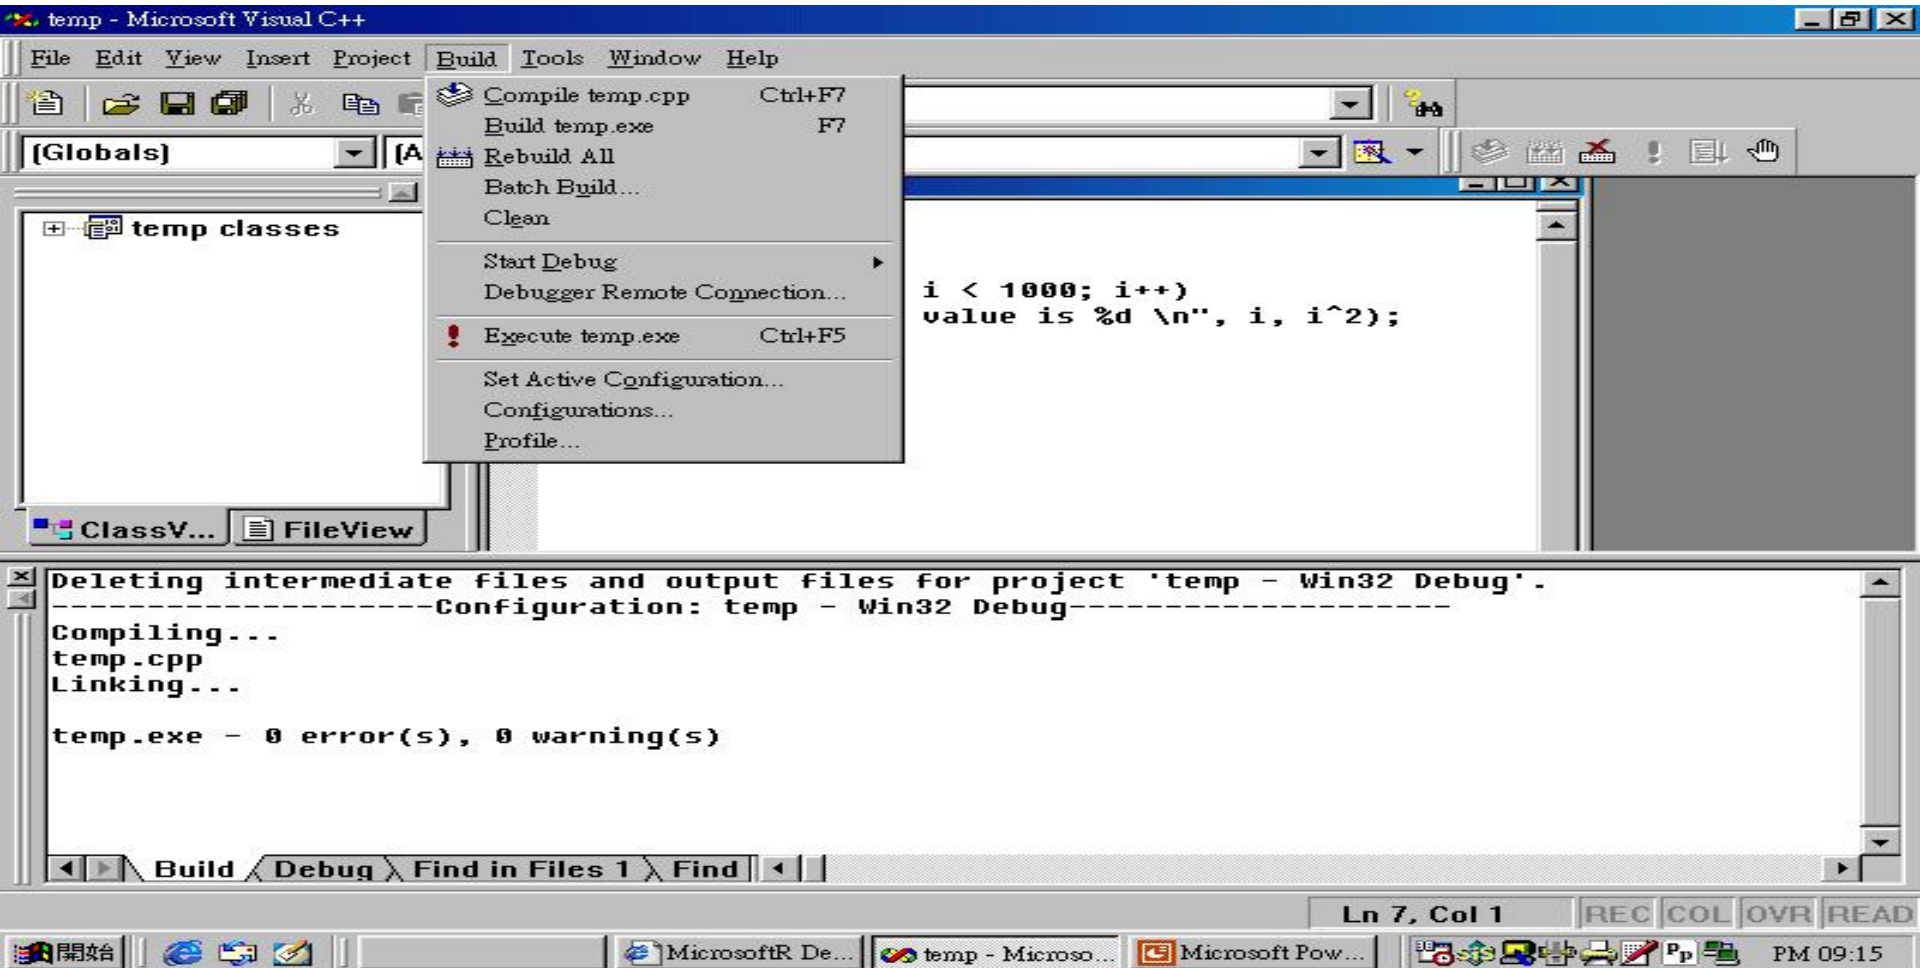 temp - Microsoft Visual C++
File Edit View Insert Project Build Tools Window Help
Compile temp.cpp Ctrl+F7
Build temp.exe F7
Rebuild All
Batch Build...
Clean
Start Debug
Debugger Remote Connection...
Execute temp.exe Ctrl+F5
Set Active Configuration...
Configurations...
Profile...
(Globals) (A
temp classes
i < 1000; i++)
value is %d \n", i, i^2);
ClassV... FileView
Deleting intermediate files and output files for project 'temp - Win32 Debug'.
--------------------Configuration: temp - Win32 Debug--------------------
Compiling...
temp.cpp
Linking...
temp.exe - 0 error(s), 0 warning(s)
Build Debug Find in Files 1 Find
Ln 7, Col 1 REC COL OVR READ
開始 MicrosoftR De... temp - Microso... Microsoft Pow... Pp PM 09:15